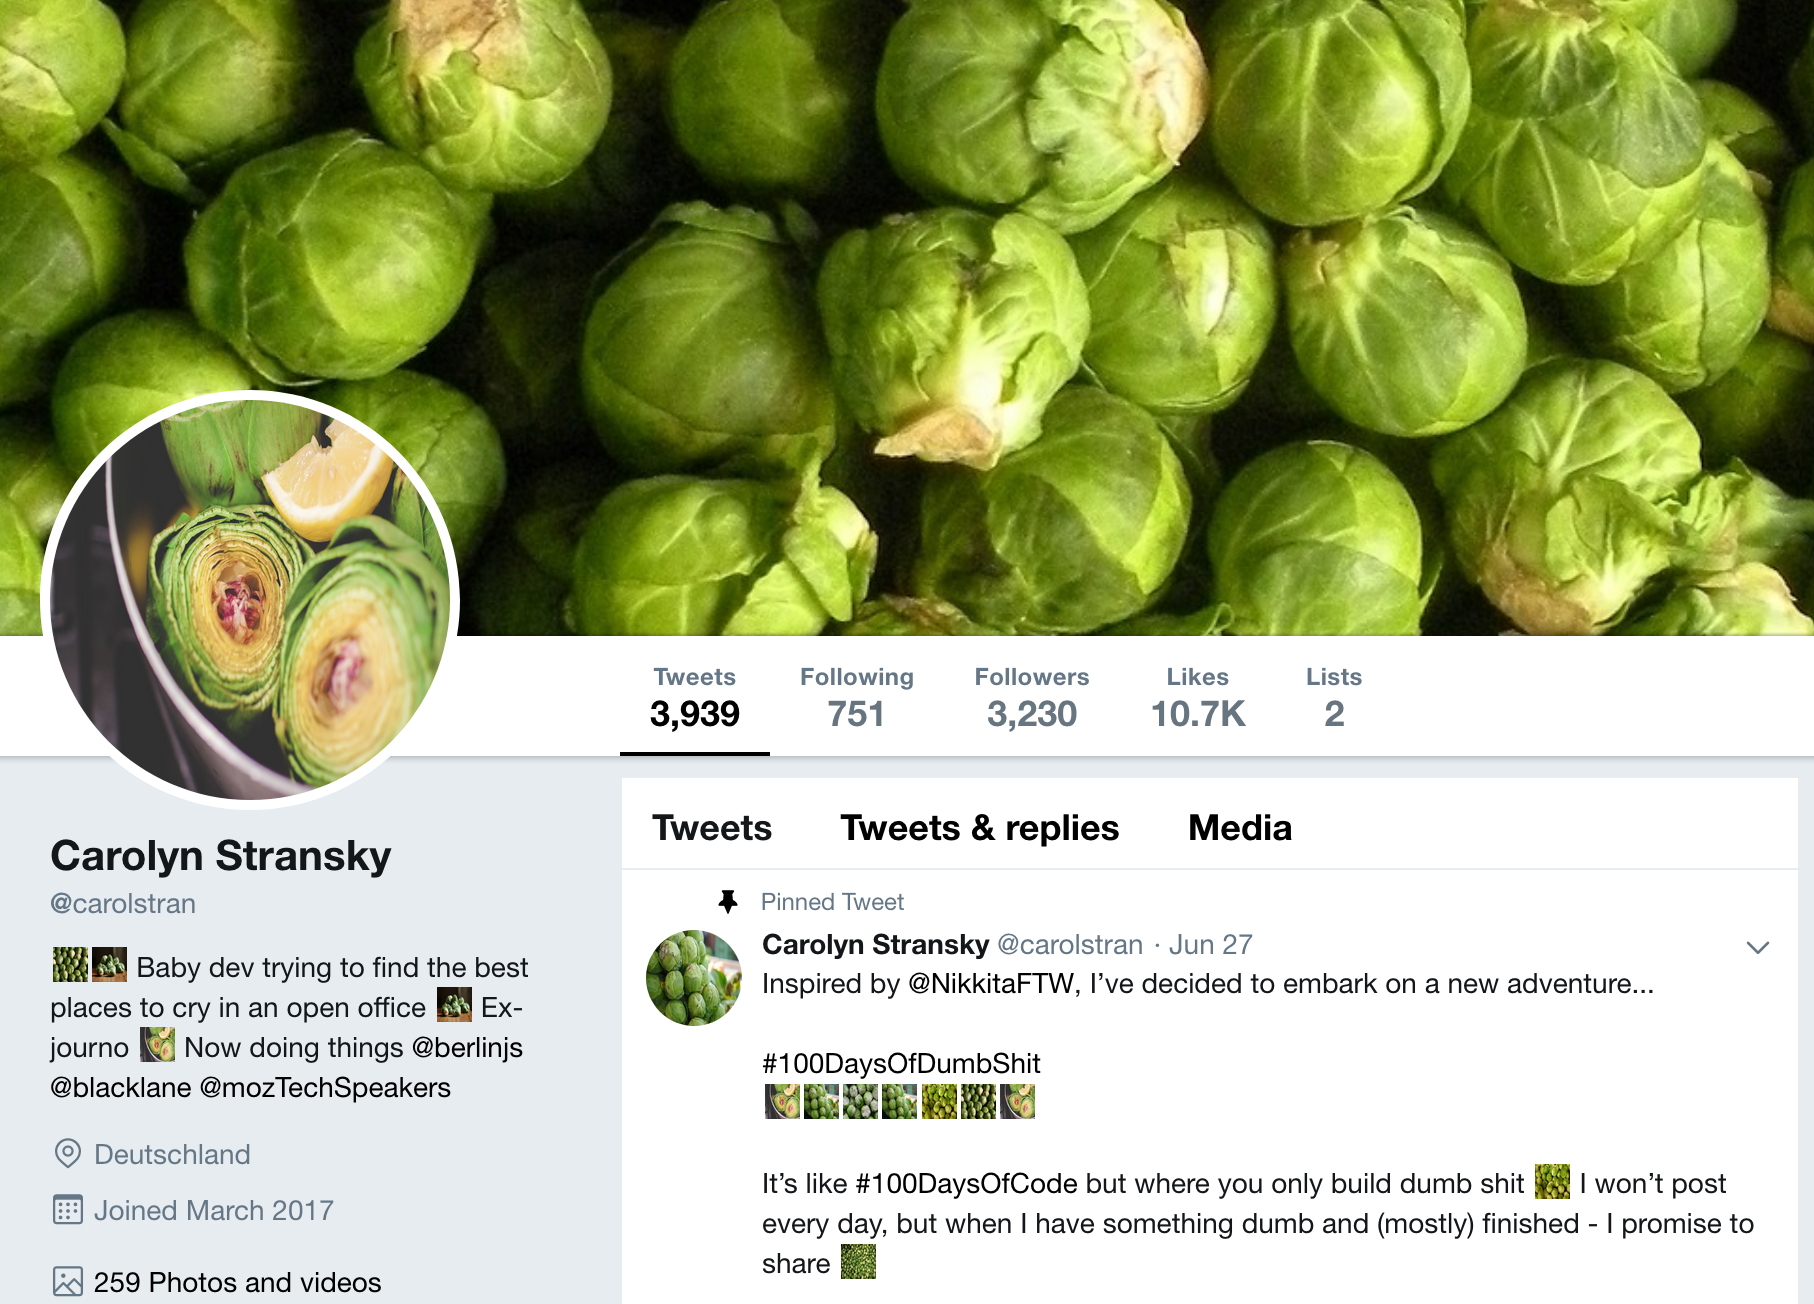 Tweets Following Followers Likes Lists
3,939 751 3,230 10.7K 2
Carolyn Stransky
@carolstran
Baby dev trying to find the best
places to cry in an open office Ex-
journo Now doing things @berlinjs
@blacklane @mozTechSpeakers
Deutschland
Joined March 2017
259 Photos and videos
Tweets Tweets & replies Media
Pinned Tweet
Carolyn Stransky @carolstran · Jun 27
Inspired by @NikkitaFTW, I’ve decided to embark on a new adventure...
#100DaysOfDumbShit
It’s like #100DaysOfCode but where you only build dumb shit I won’t post
every day, but when I have something dumb and (mostly) finished - I promise to
share